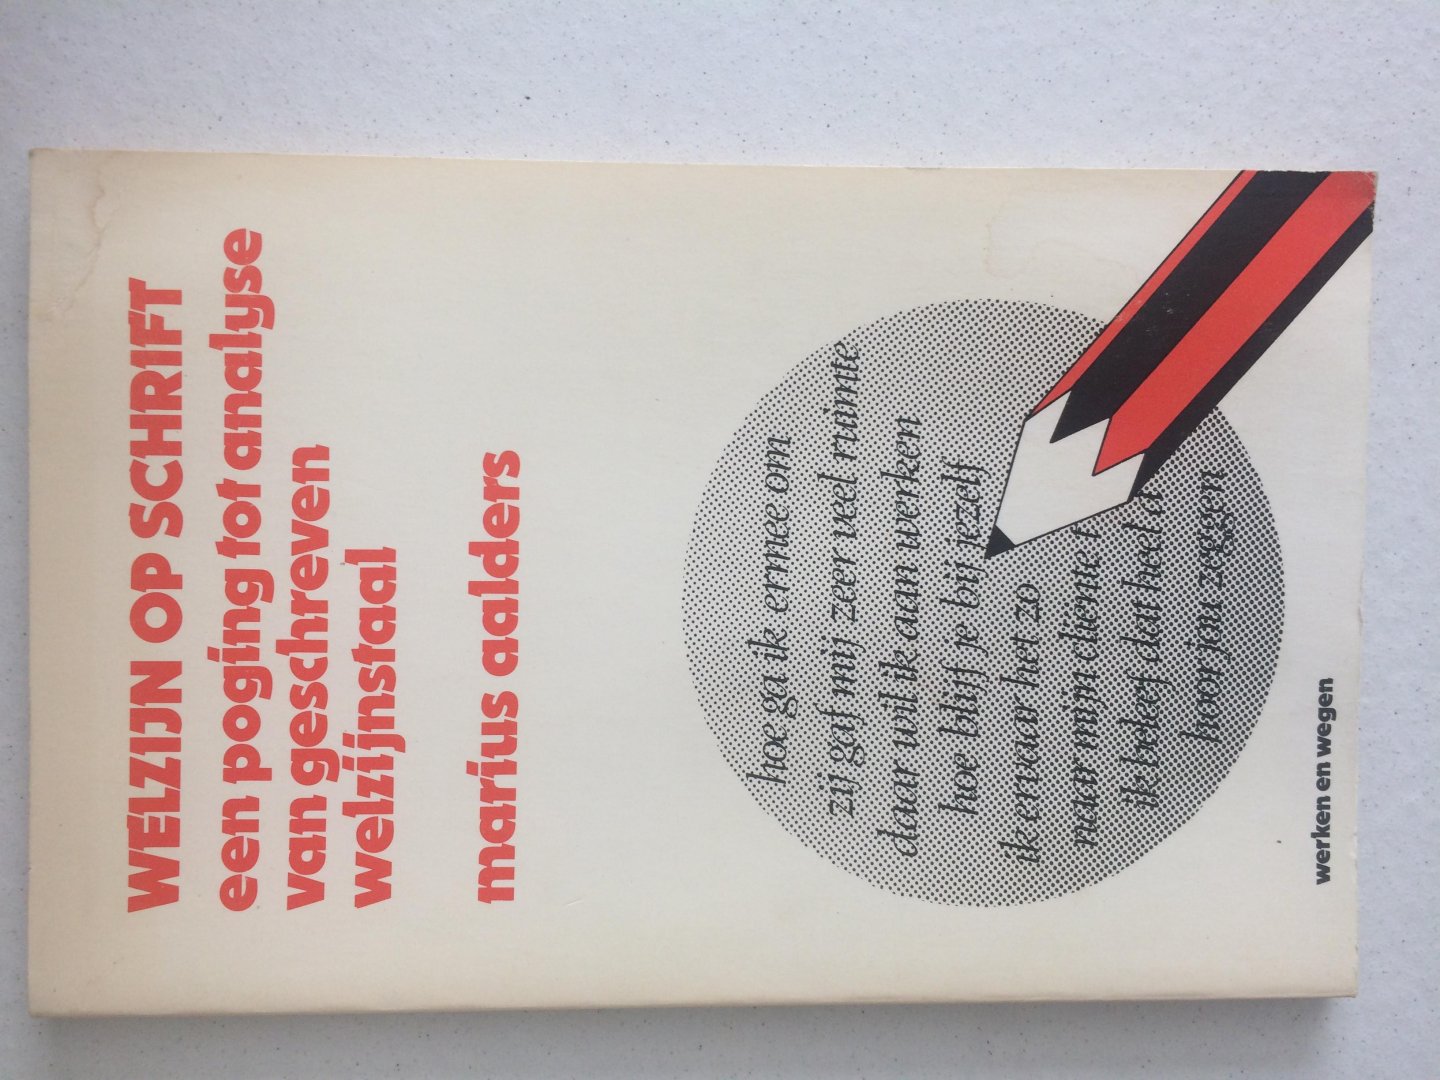 WELZIJN OP SCHRIFT
een poging tot analyse
van geschreven
welzijnstaal
marius aalders
hoe ga ik ermee om
zij gaf mij zeer veel ruimte
daar wil ik aan werken
hoe blijf je bij jezelf
ik ervaar het zo
maar mijn cliënte
ik beleef dat heel
hoor jou zeggen
werken en wegen